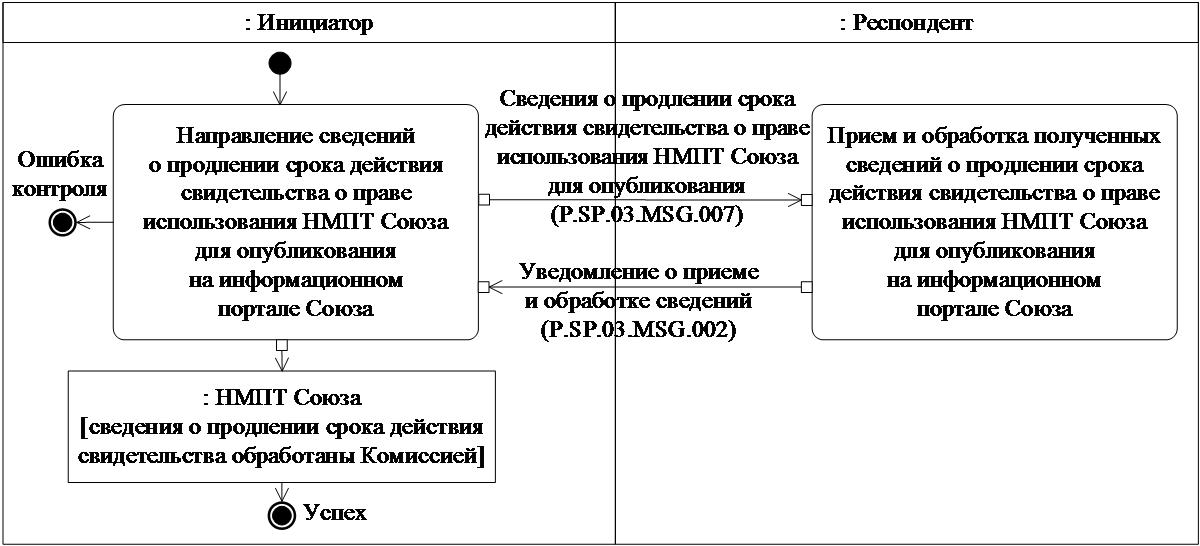 : Инициатор
: Респондент
Направление сведений
о продлении срока действия
свидетельства о праве
использования НМПТ Союза
для опубликования
на информационном
портале Союза
Ошибка
контроля
Сведения о продлении срока
действия свидетельства о праве
использования НМПТ Союза
для опубликования
(P.SP.03.MSG.007)
Уведомление о приеме
и обработке сведений
(P.SP.03.MSG.002)
Прием и обработка полученных
сведений о продлении срока
действия свидетельства о праве
использования НМПТ Союза
для опубликования
на информационном
портале Союза
: НМПТ Союза
[сведения о продлении срока действия
свидетельства обработаны Комиссией]
Успех